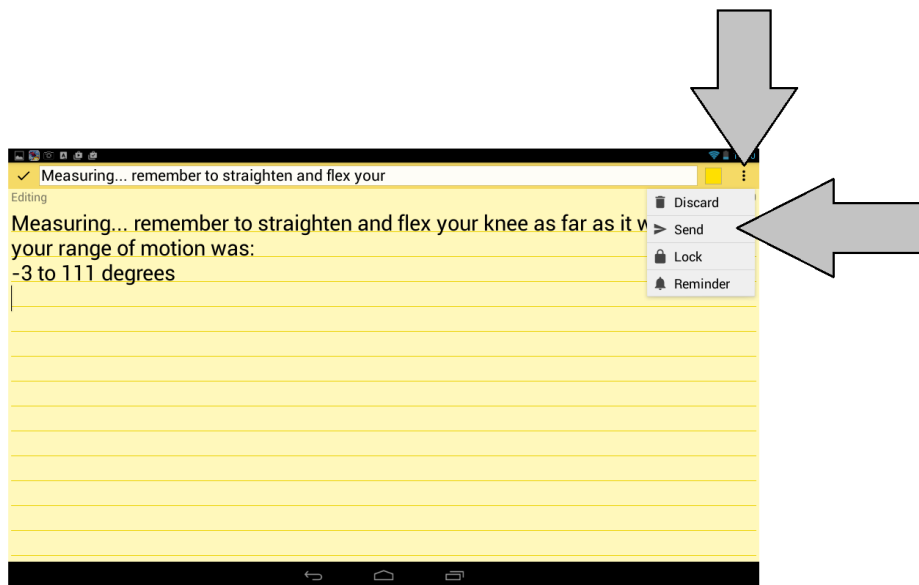 Measuring... remember to straighten and flex your
Editing
Measuring... remember to straighten and flex your knee as far as it
your range of motion was:
-3 to 111 degrees
Discard
Send
Lock
Reminder